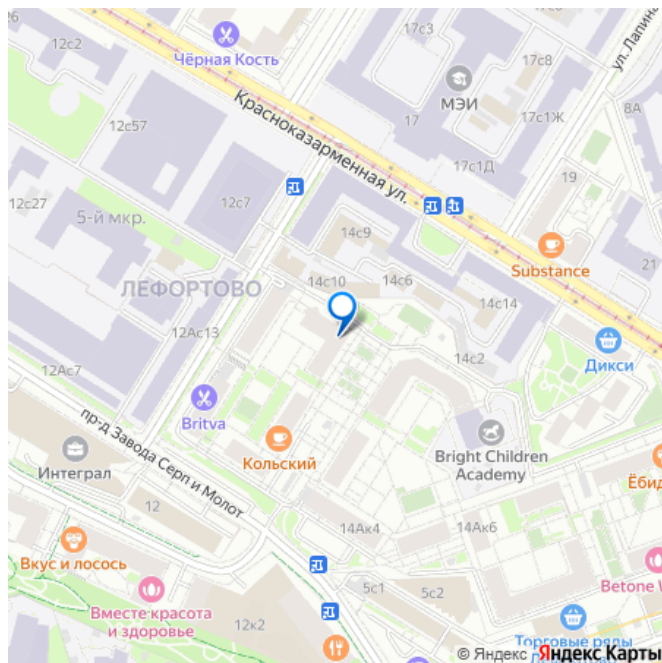 12с2
17с3
ул. Лапина
Чёрная Кость
17с8
МЭИ
8А
Красноказарменная ул.
12с57
17
17с1Ж
17с1Д
19
12с7
12с27
5-й мкр.
14с9
21
Substance
ЛЕФОРТОВО
14с10
14с6
14с14
12Ас13
14с2
Дикси
12Ас7
Britva
пр-д Завода Серп и Молот
Кольский
Bright Children
Academy
Интеграл
12
14Ак4
14Ак6
Вкус и лосось
5с1
5с2
Betone
Вместе красота
и здоровье
12к2
Торговые ряды
© Яндекс Яндекс Карты